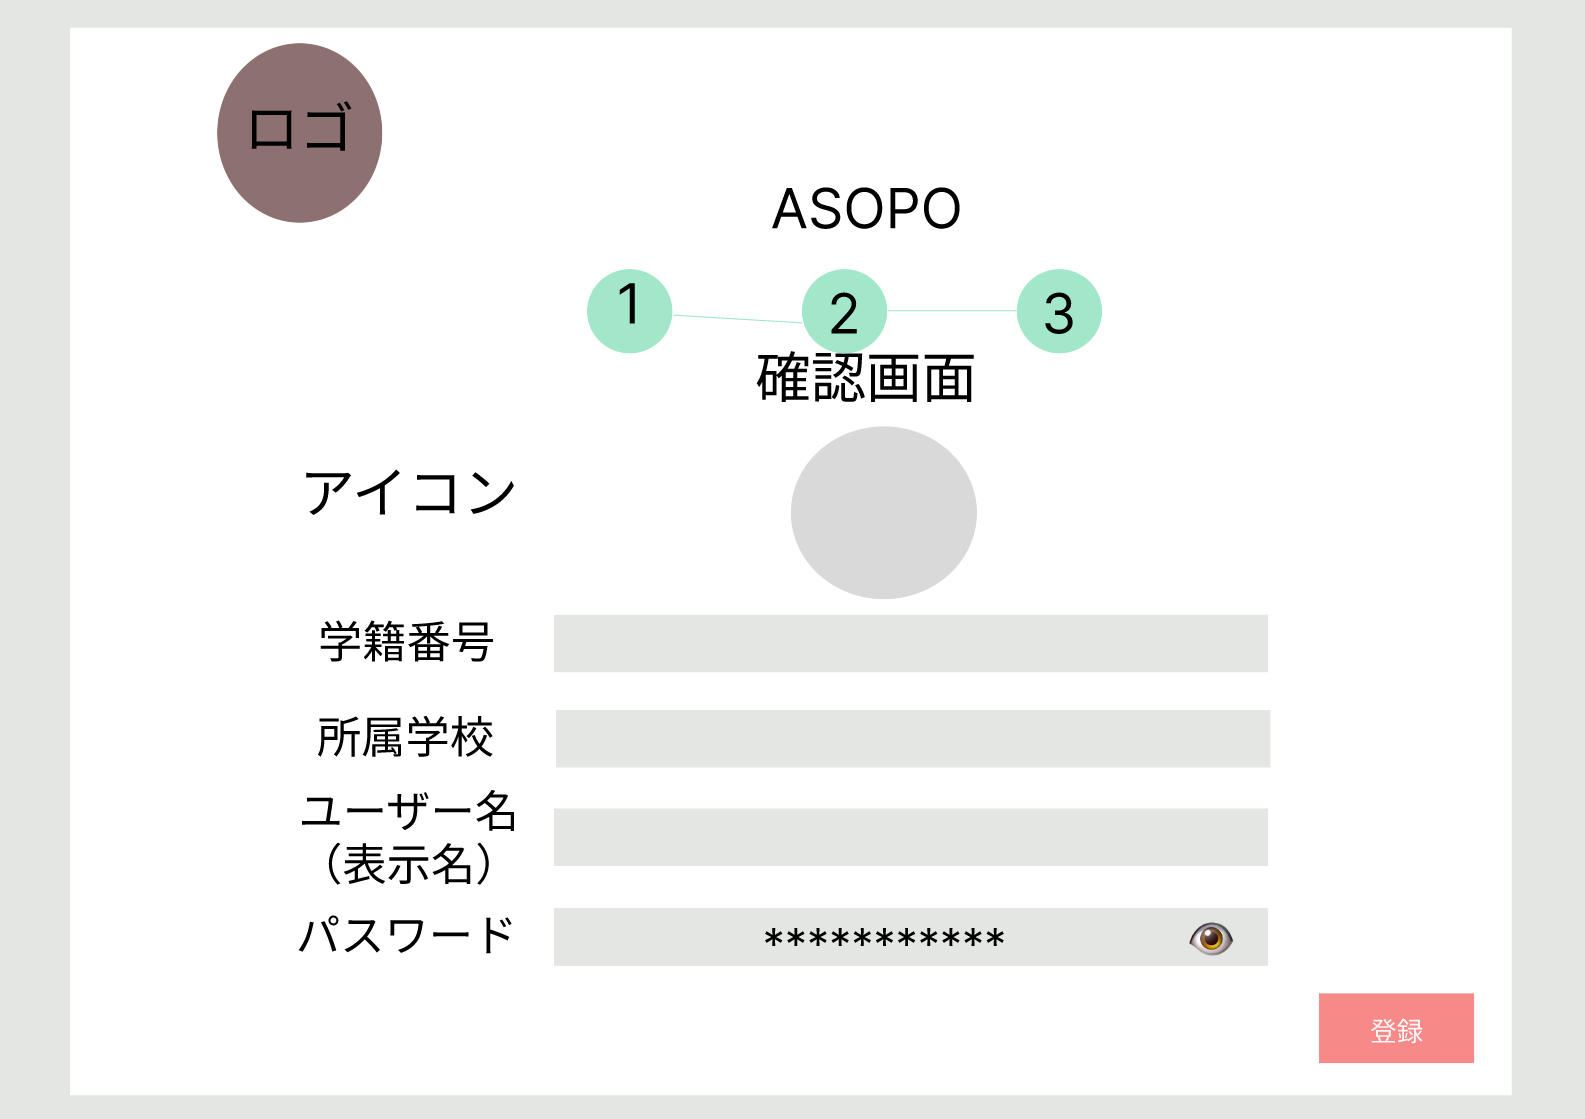 ロゴ
ASOPO
1
2
3
確認画面
アイコン
学籍番号
所属学校
ユーザー名
（表示名）
パスワード
***********
登録